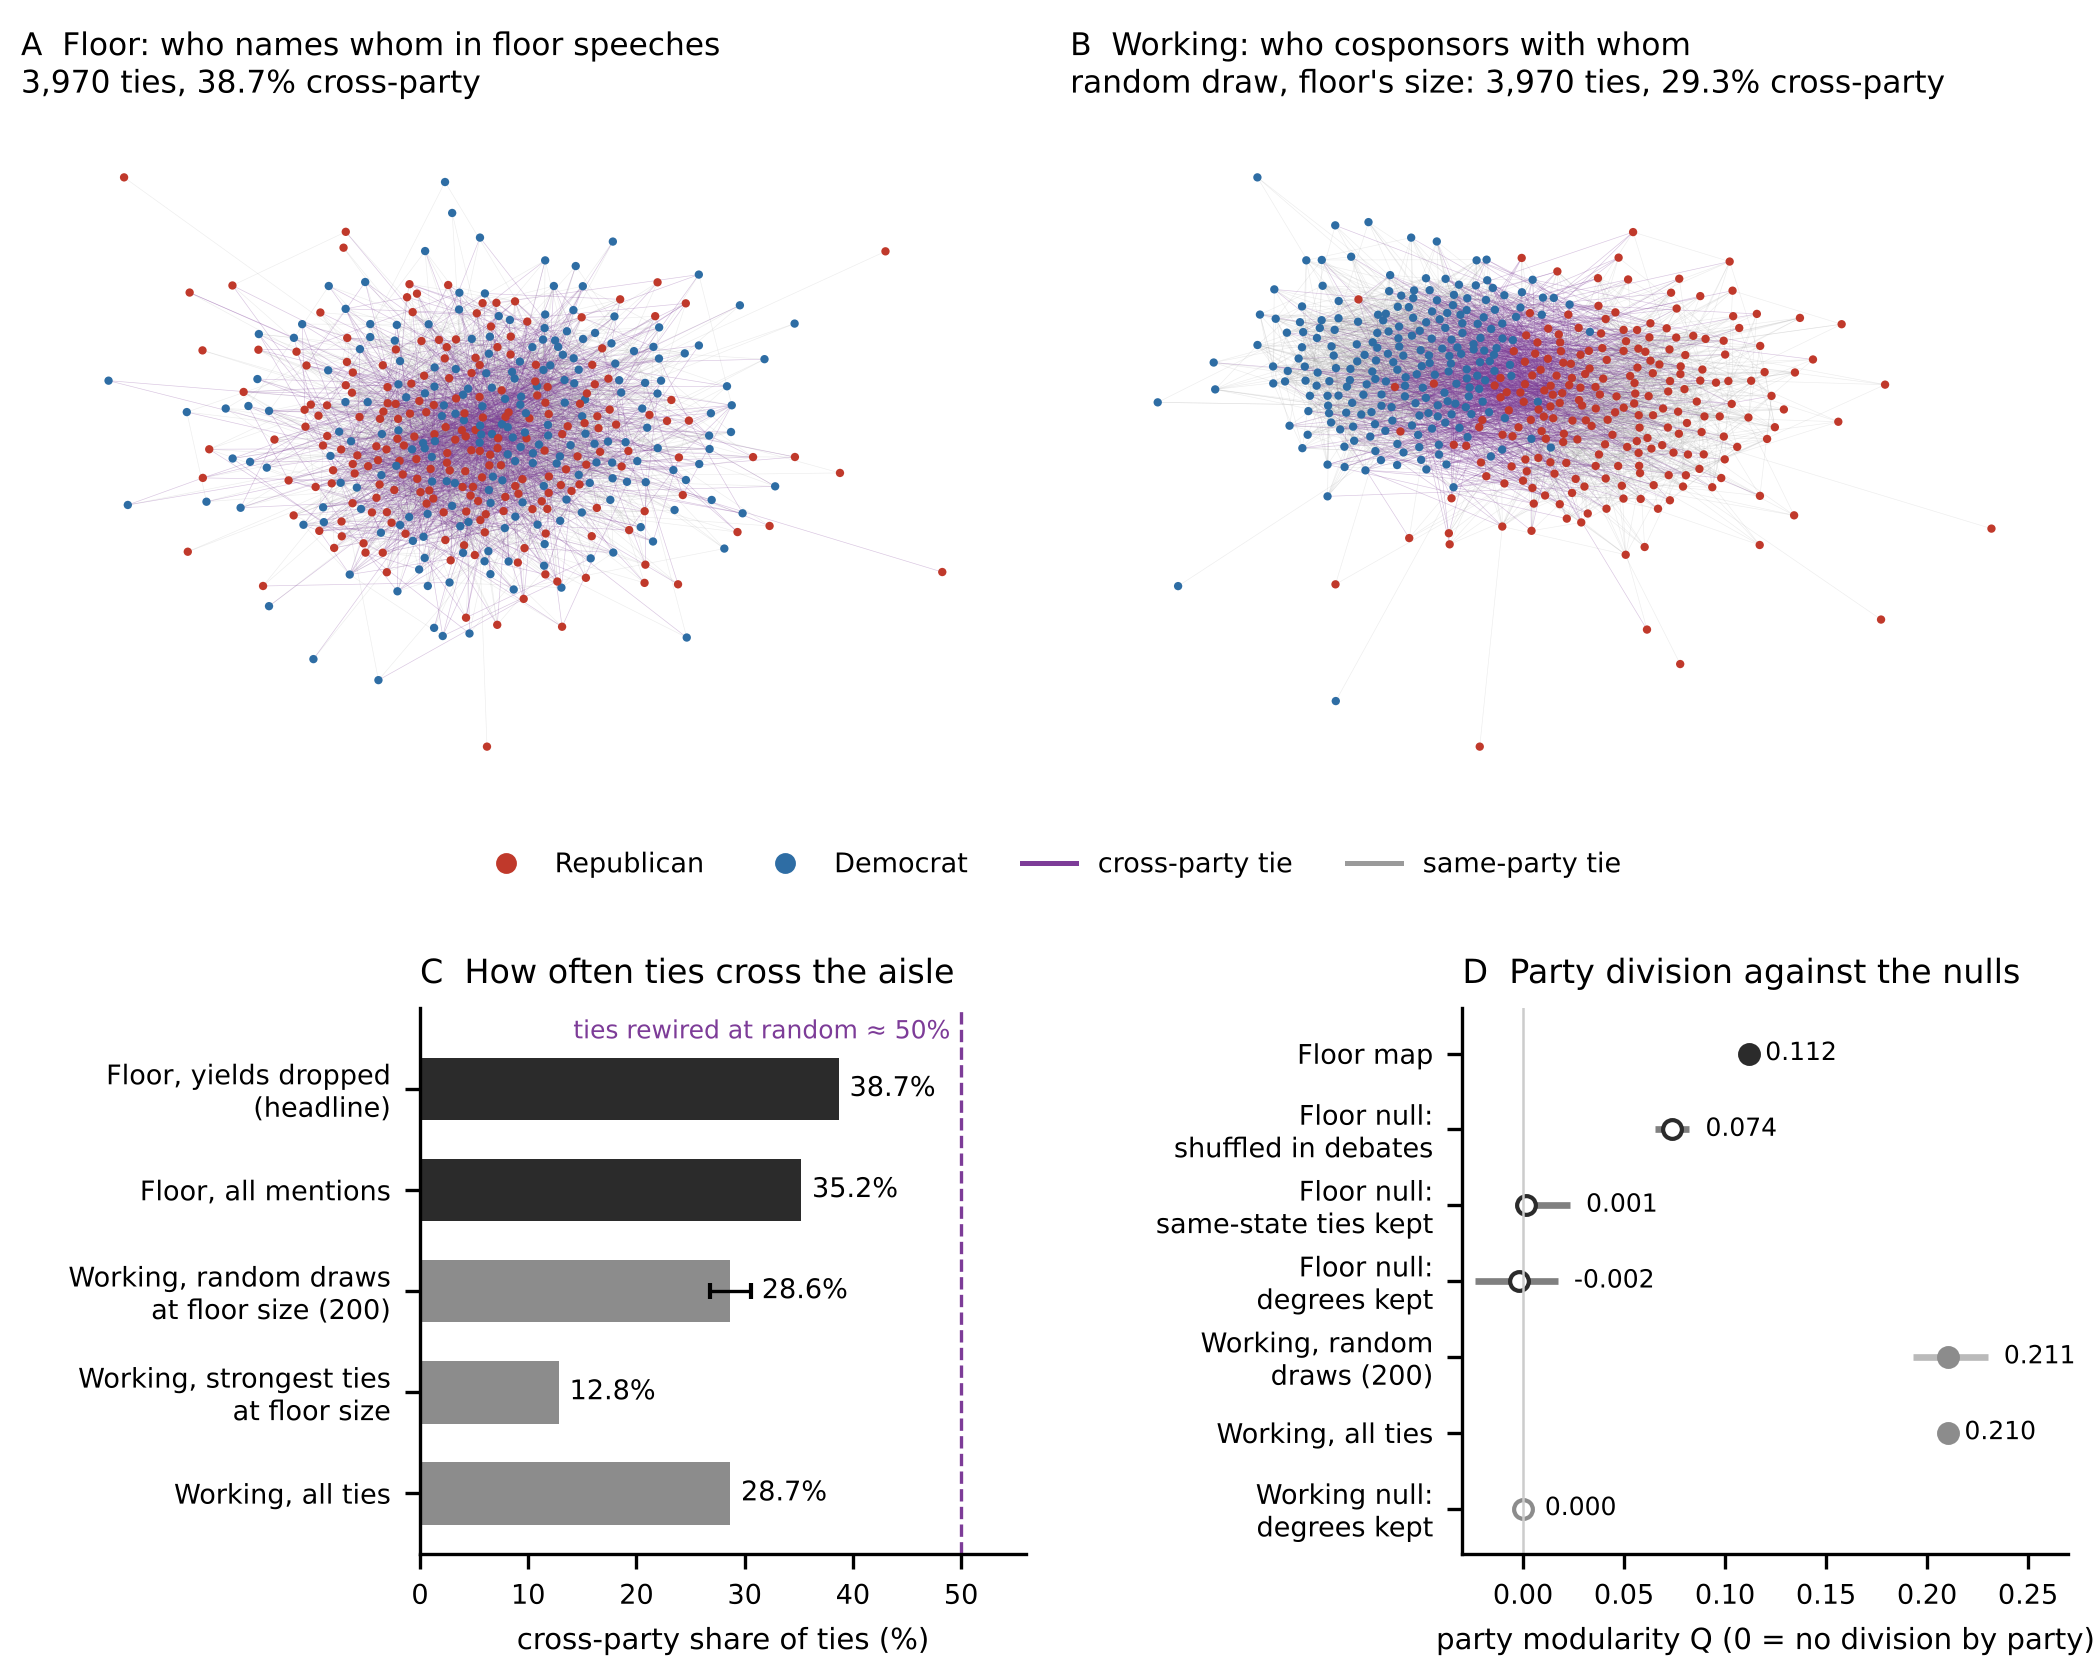 A  Floor: who names whom in floor speeches
3,970 ties, 38.7% cross-party
B  Working: who cosponsors with whom
random draw, floor's size: 3,970 ties, 29.3% cross-party
Republican
Democrat
cross-party tie
same-party tie
C  How often ties cross the aisle
ties rewired at random ≈ 50%
Floor, yields dropped
(headline)
38.7%
Floor, all mentions
35.2%
Working, random draws
at floor size (200)
28.6%
Working, strongest ties
at floor size
12.8%
Working, all ties
28.7%
0 10 20 30 40 50
cross-party share of ties (%)
D  Party division against the nulls
Floor map
0.112
Floor null:
shuffled in debates
0.074
Floor null:
same-state ties kept
0.001
Floor null:
degrees kept
-0.002
Working, random
draws (200)
0.211
Working, all ties
0.210
Working null:
degrees kept
0.000
0.00 0.05 0.10 0.15 0.20 0.25
party modularity Q (0 = no division by party)